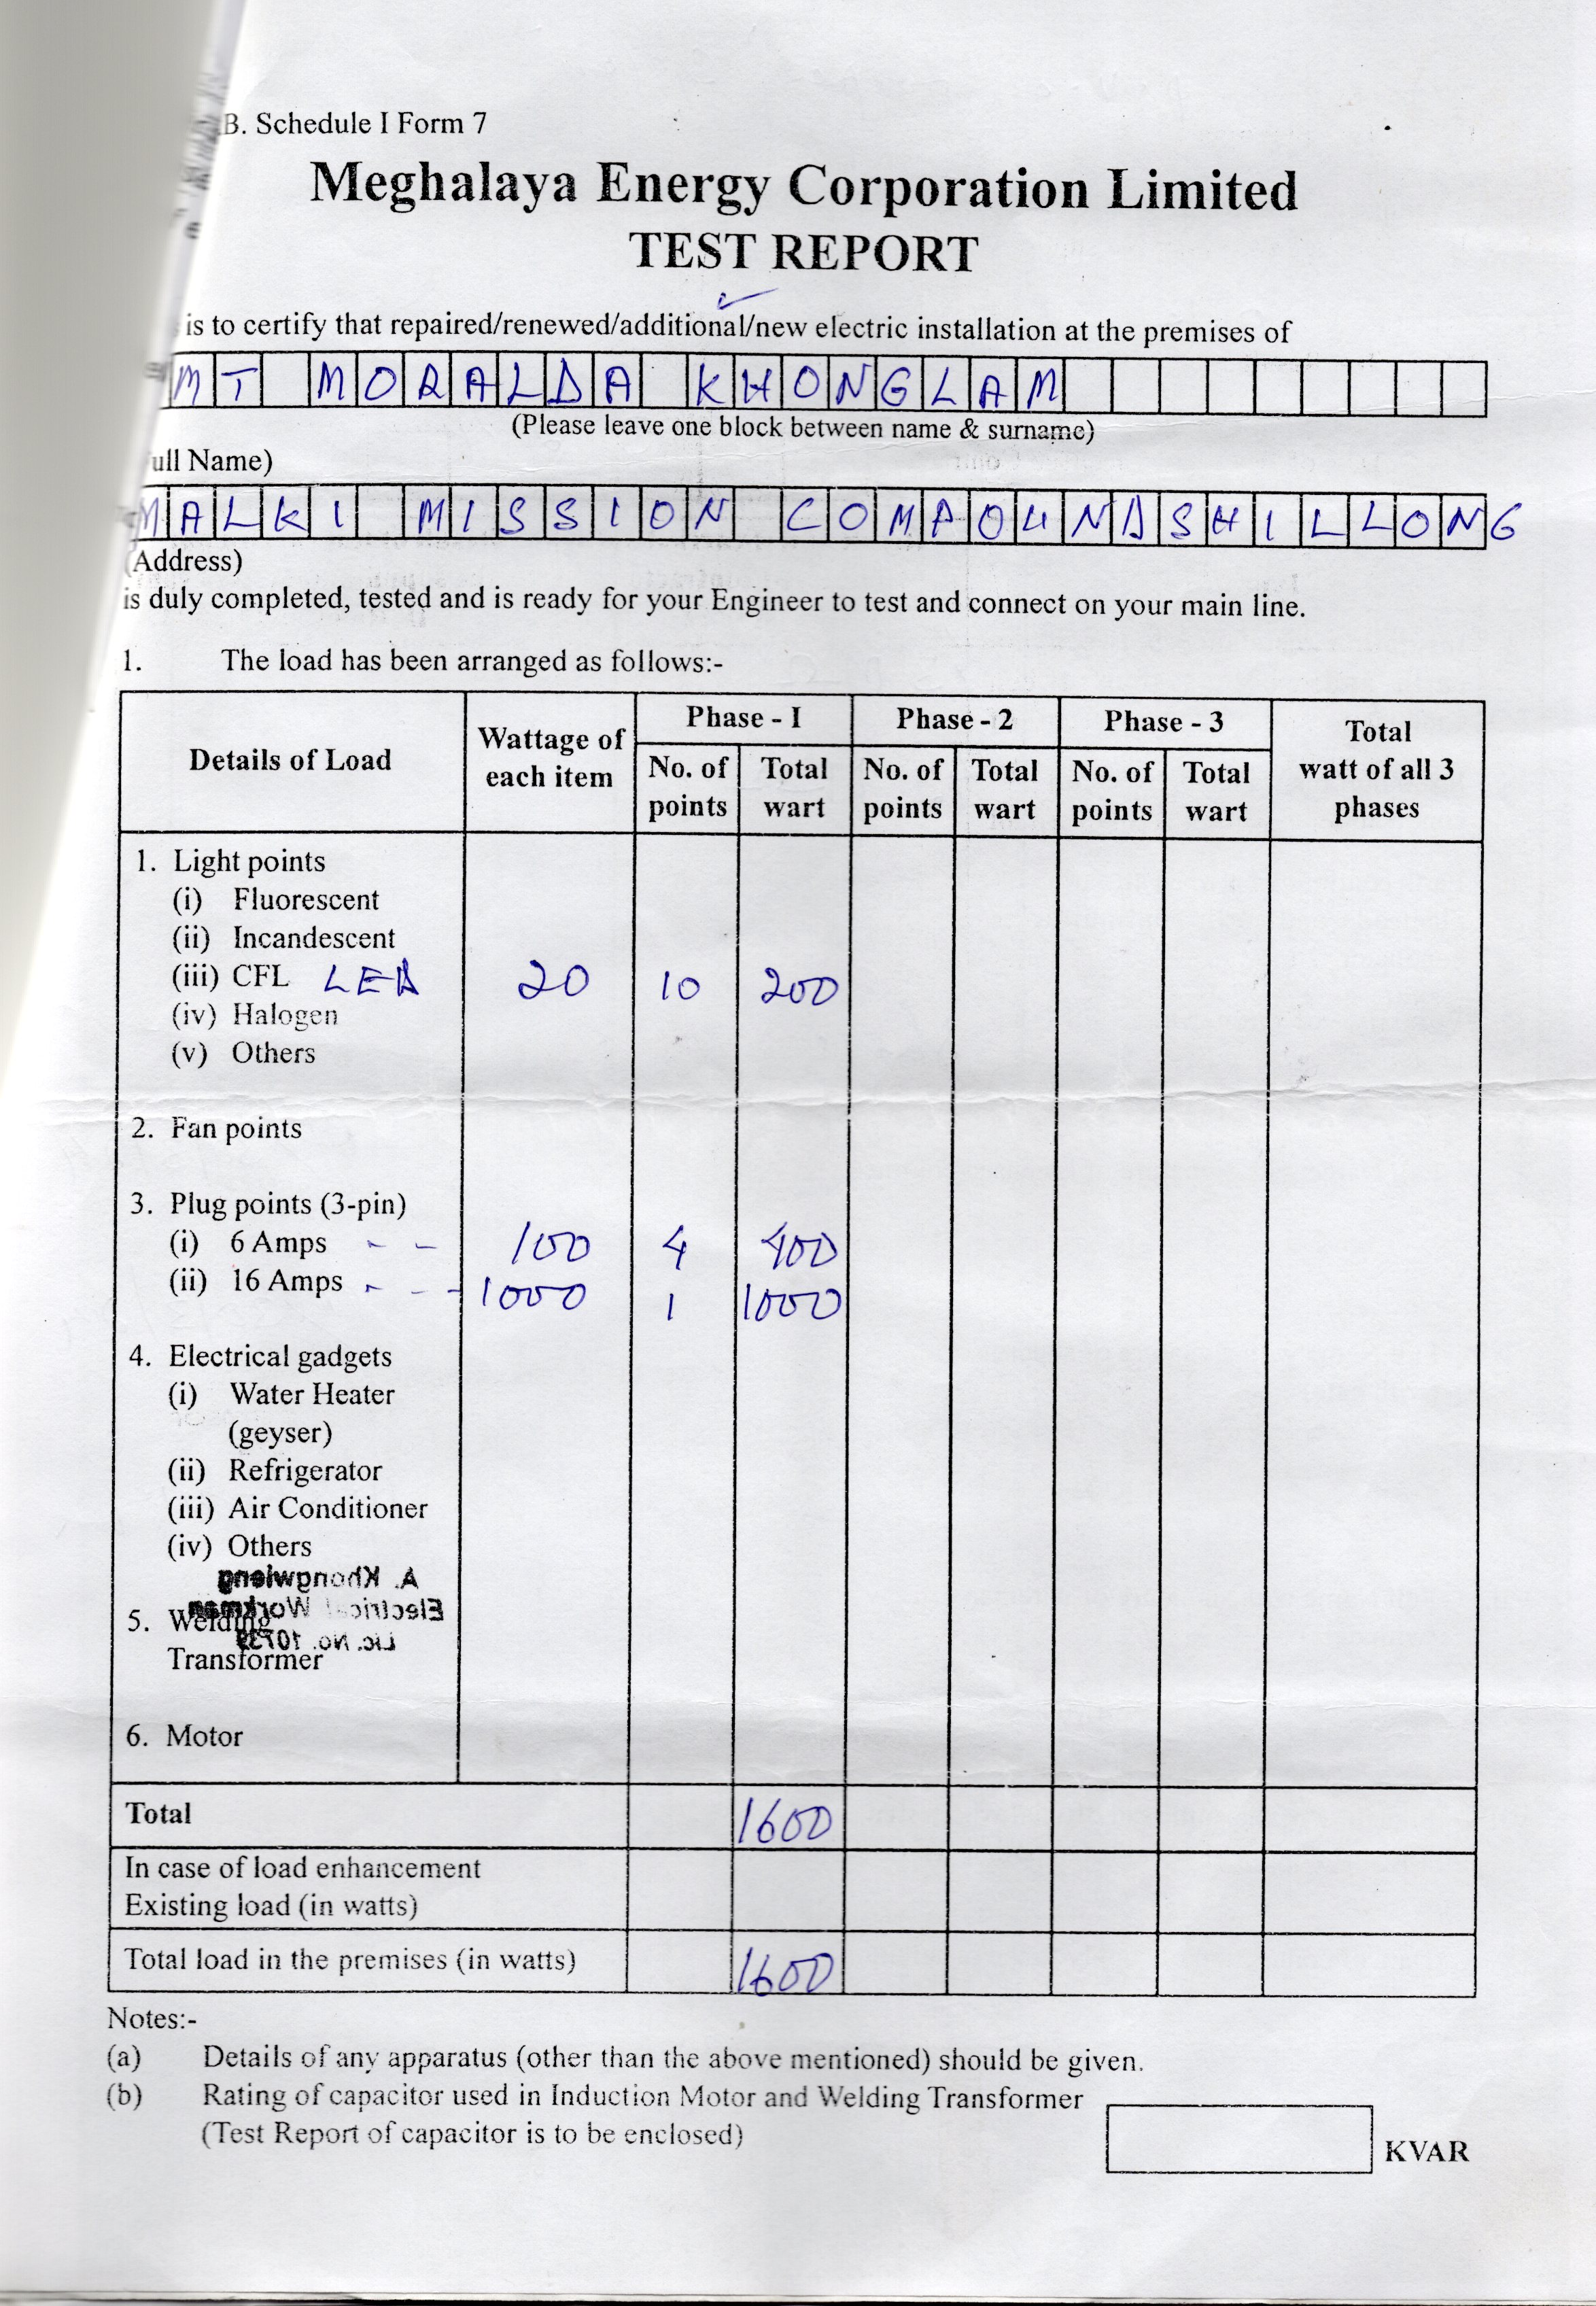 B. Schedule I Form 7
Meghalaya Energy Corporation Limited
TEST REPORT
is to certify that repaired/renewed/additional/new electric installation at the premises of
MT MORALDA KHONGLAM
(Please leave one block between name & surname)
ull Name)
MALKI MISSION COMPOUND SHILLONG
(Address)
is duly completed, tested and is ready for your Engineer to test and connect on your main line.
1. The load has been arranged as follows:-
Details of Load Wattage of each item Phase - I Phase - 2 Phase - 3 Total watt of all 3 phases
No. of points Total wart No. of points Total wart No. of points Total wart
1. Light points
(i) Fluorescent
(ii) Incandescent
(iii) CFL LED 20 10 200
(iv) Halogen
(v) Others
2. Fan points
3. Plug points (3-pin)
(i) 6 Amps - - 100 4 400
(ii) 16 Amps - - - 1000 1 1000
4. Electrical gadgets
(i) Water Heater
(geyser)
(ii) Refrigerator
(iii) Air Conditioner
(iv) Others
A. Khongwleng
Electrical Workman
Lic. No. 10739
5. Welding
Transformer
6. Motor
Total 1600
In case of load enhancement
Existing load (in watts)
Total load in the premises (in watts) 1600
Notes:-
(a) Details of any apparatus (other than the above mentioned) should be given.
(b) Rating of capacitor used in Induction Motor and Welding Transformer
(Test Report of capacitor is to be enclosed)
KVAR